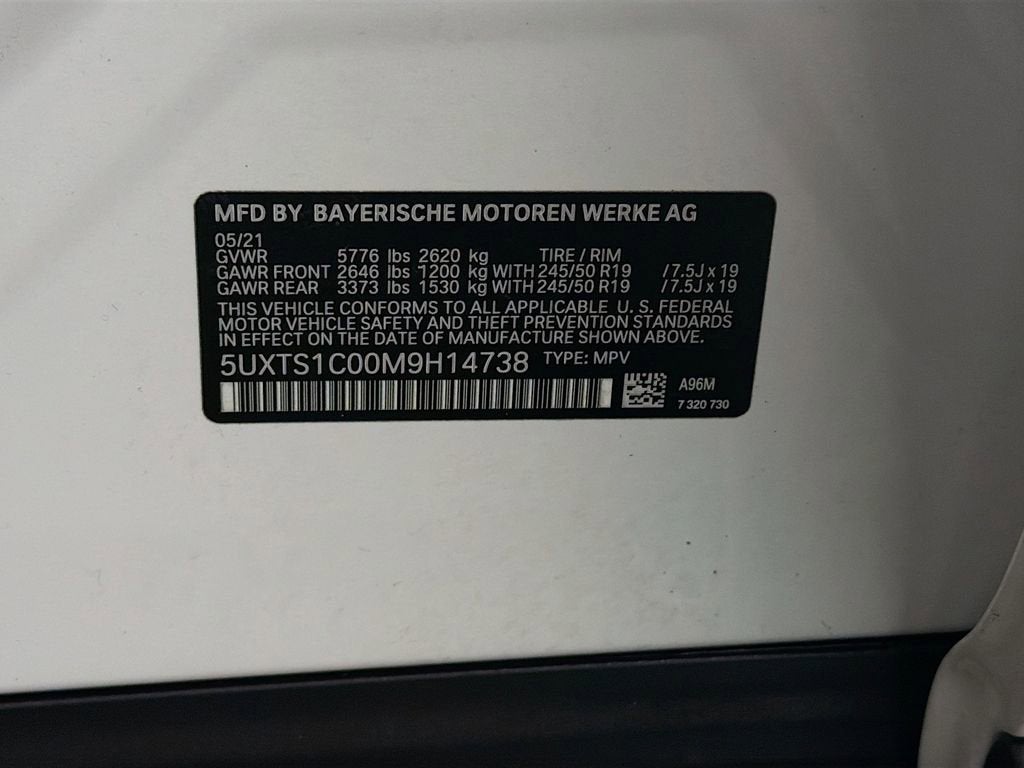 MFD BY BAYERISCHE MOTOREN WERKE AG
05/21
GVWR 5776 lbs 2620 kg TIRE / RIM
GAWR FRONT 2646 lbs 1200 kg WITH 245/50 R19 / 7.5J x 19
GAWR REAR 3373 lbs 1530 kg WITH 245/50 R19 / 7.5J x 19
THIS VEHICLE CONFORMS TO ALL APPLICABLE U. S. FEDERAL
MOTOR VEHICLE SAFETY AND THEFT PREVENTION STANDARDS
IN EFFECT ON THE DATE OF MANUFACTURE SHOWN ABOVE.
5UXTS1C00M9H14738 TYPE: MPV
A96M
7 320 730